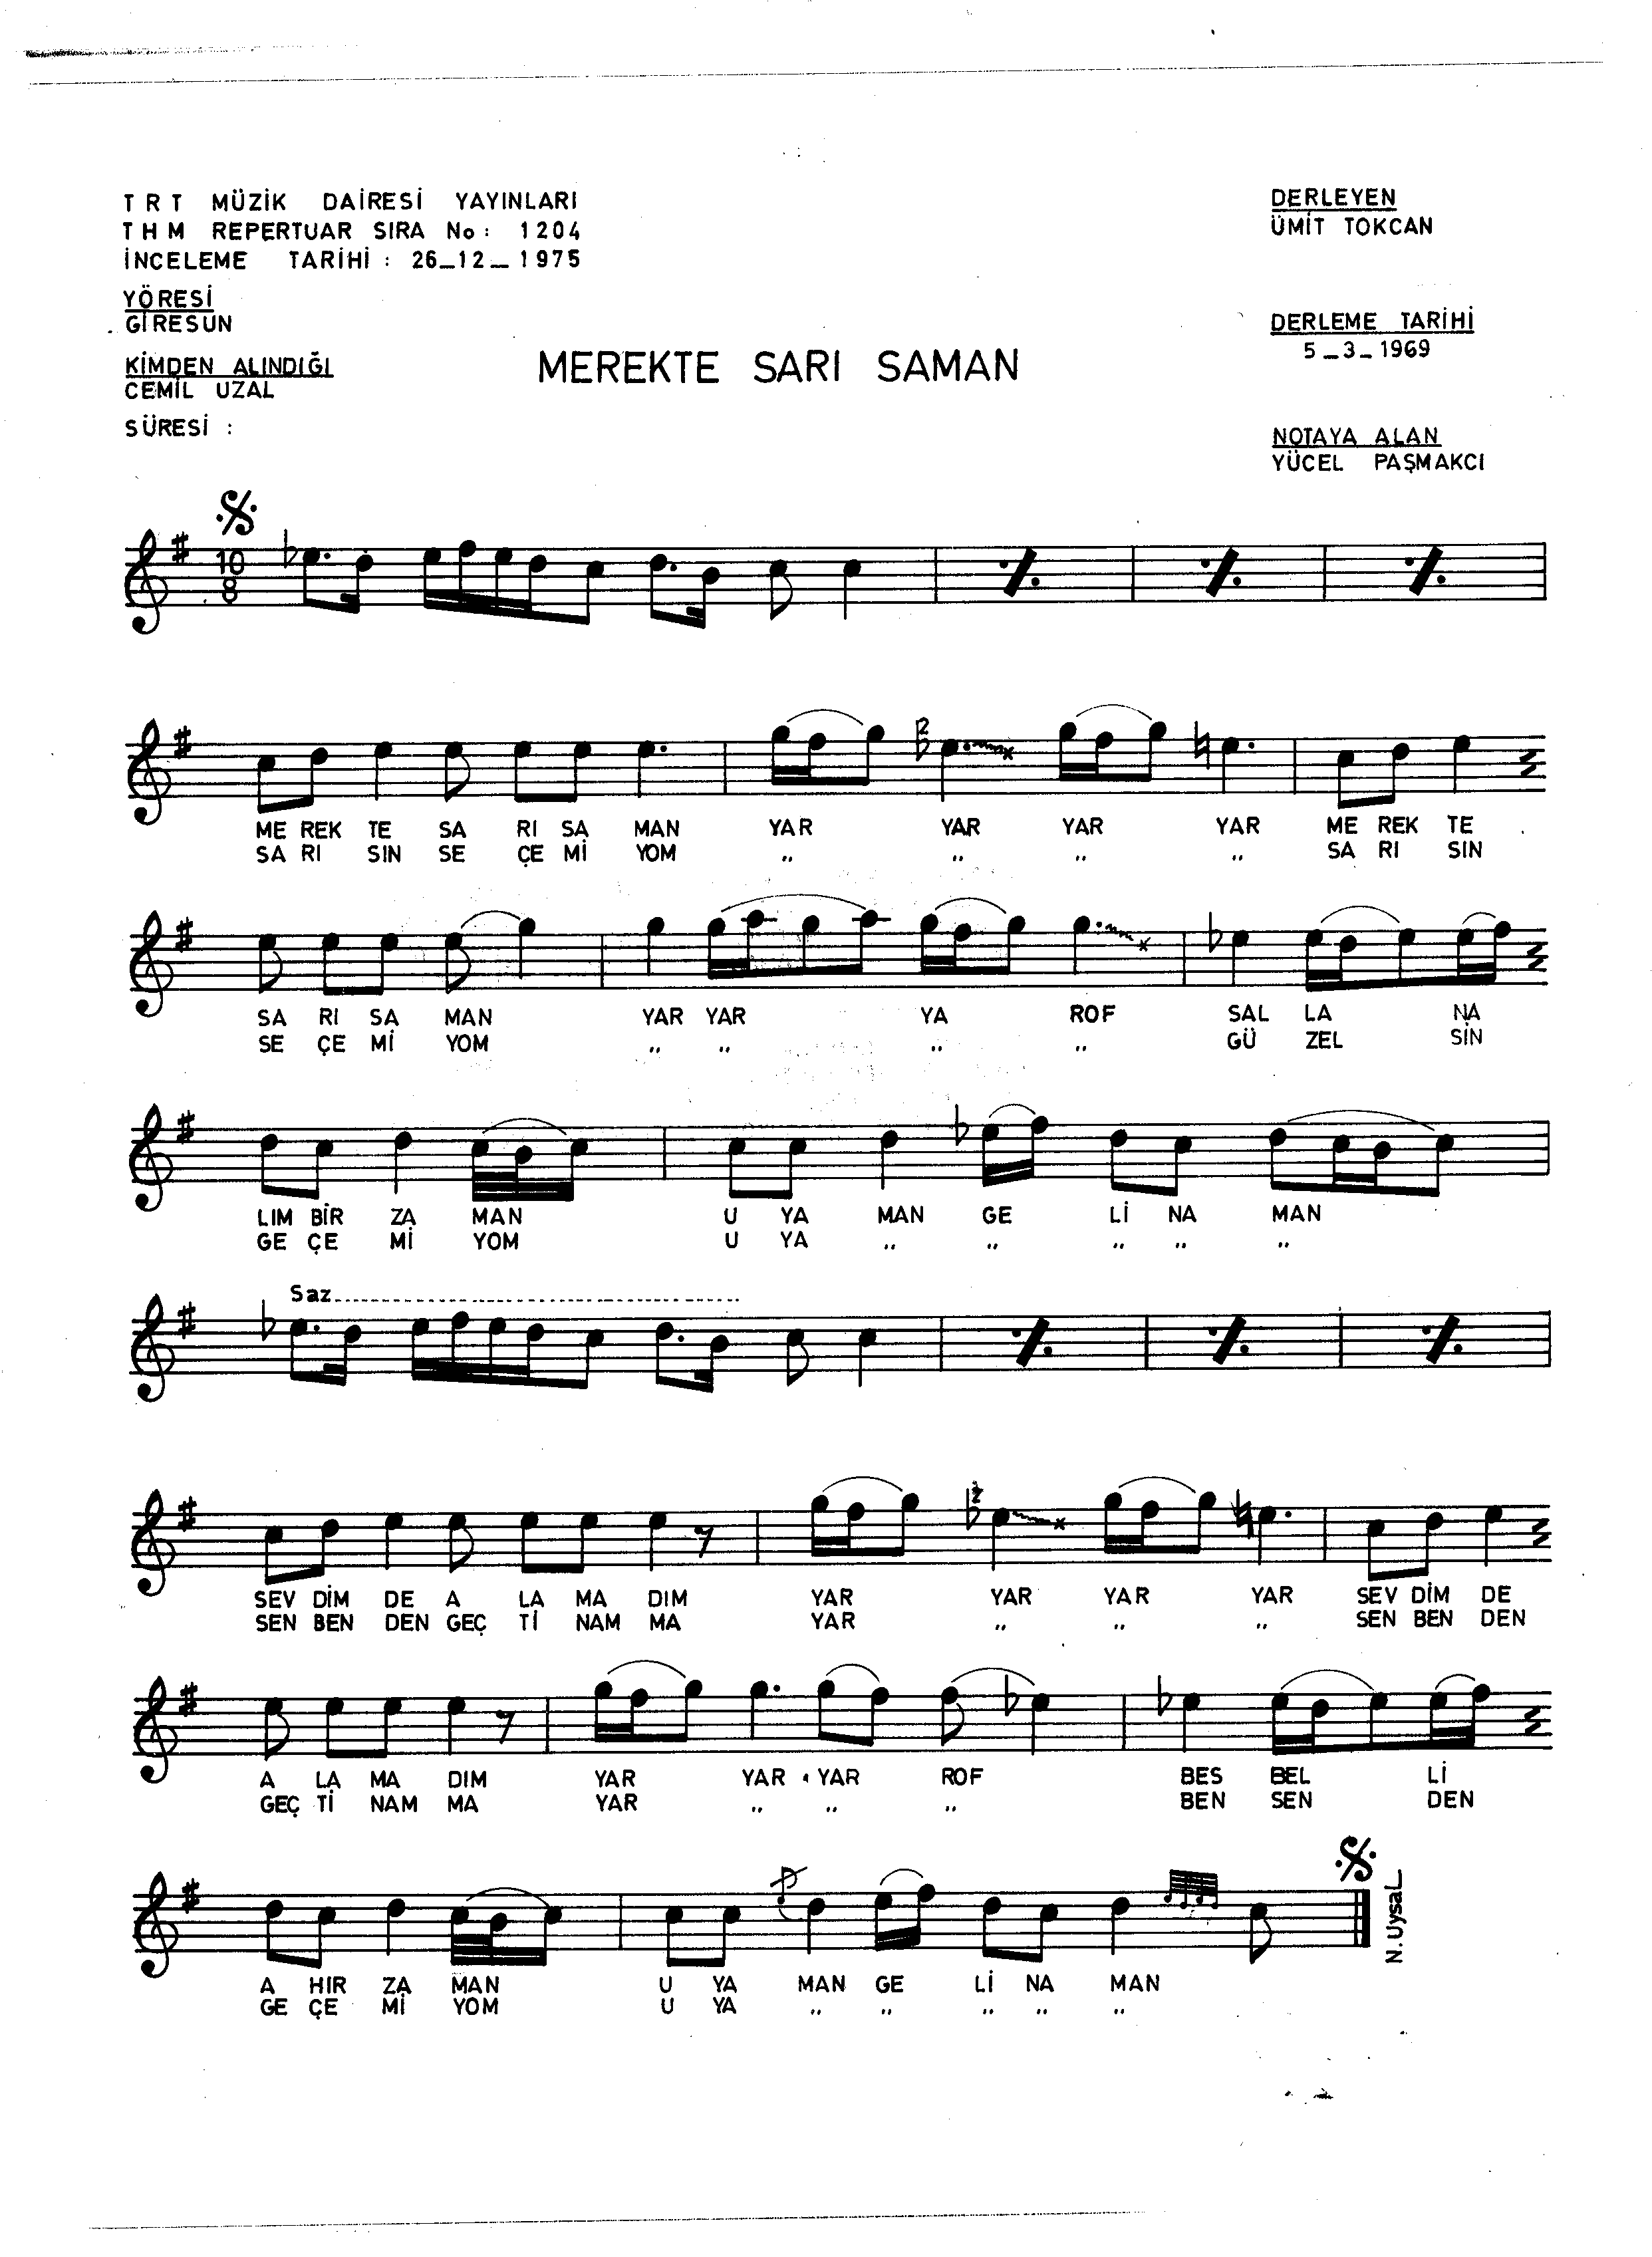 TRT MÜZİK DAİRESİ YAYINLARI
THM REPERTUAR SIRA No: 1204
İNCELEME TARİHİ: 26_12_1975
YÖRESİ
GİRESUN
KİMDEN ALINDIĞI
CEMİL UZAL
SÜRESİ :
DERLEYEN
ÜMİT TOKCAN
DERLEME TARİHİ
5_3_1969
NOTAYA ALAN
YÜCEL PAŞMAKCI
MEREKTE SARI SAMAN
10
8
2
ME REK TE SA RI SA MAN YAR YAR YAR YAR ME REK TE
SA RI SIN SE ÇE Mİ YOM ,, ,, ,, ,, SA RI SIN
SA RI SA MAN YAR YAR YA ROF SAL LA NA
SE ÇE Mİ YOM ,, ,, ,, ,, GÜ ZEL SİN
LIM BİR ZA MAN U YA MAN GE Lİ NA MAN
GE ÇE Mİ YOM U YA ,, ,, ,, ,, ,,
Saz
2
SEV DİM DE A LA MA DIM YAR YAR YAR YAR SEV DİM DE
SEN BEN DEN GEÇ Tİ NAM MA YAR ,, ,, ,, SEN BEN DEN
A LA MA DIM YAR YAR YAR ROF BES BEL Lİ
GEÇ Tİ NAM MA YAR ,, ,, ,, BEN SEN DEN
A HIR ZA MAN U YA MAN GE Lİ NA MAN
GE ÇE Mİ YOM U YA ,, ,, ,, ,, ,,
N. Uysal